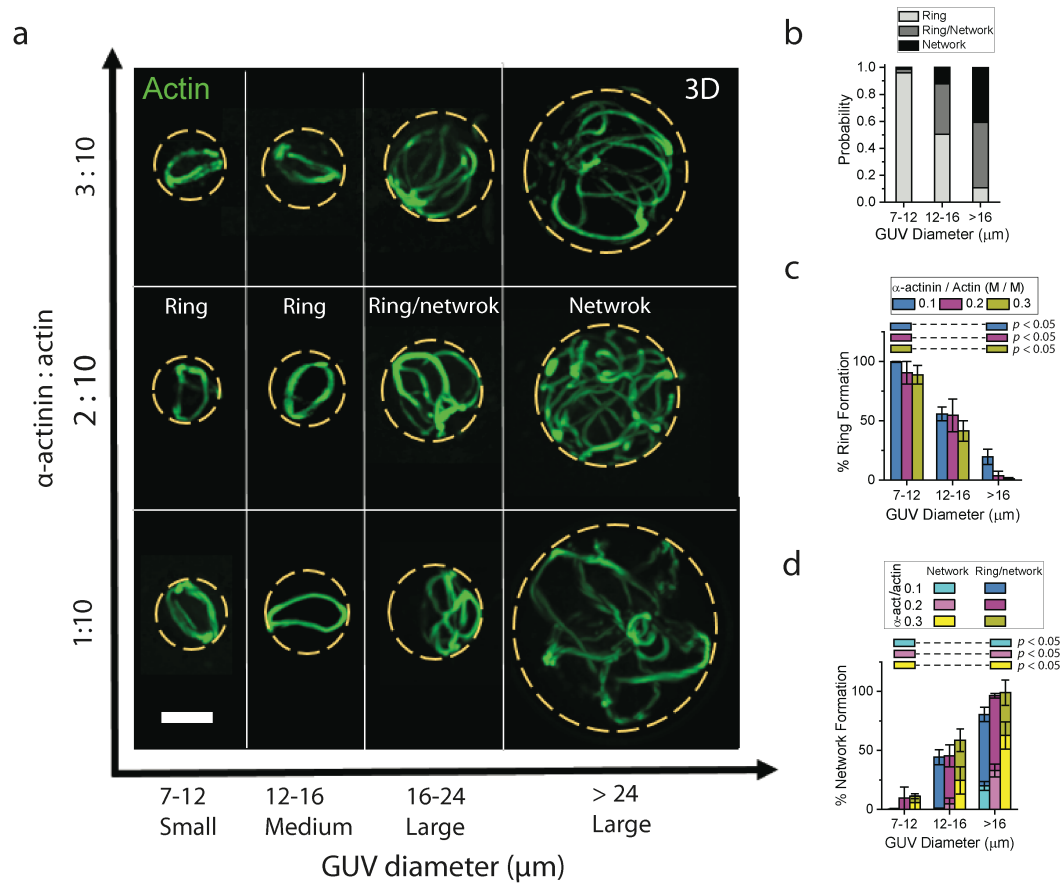 a
Actin
3D
3:10
2:10
1:10
α-actinin : actin
Ring
Ring
Ring/netwrok
Netwrok
7-12
12-16
16-24
> 24
Small
Medium
Large
Large
GUV diameter (μm)
b
Ring
Ring/Network
Network
1.0
0.8
0.6
0.4
0.2
0.0
Probability
7-12
12-16
>16
GUV Diameter (μm)
c
α-actinin / Actin (M / M)
0.1
0.2
0.3
p < 0.05
p < 0.05
p < 0.05
100
50
0
% Ring Formation
7-12
12-16
>16
GUV Diameter (μm)
d
α-act/actin
Network
Ring/network
0.1
0.2
0.3
p < 0.05
p < 0.05
p < 0.05
100
50
0
% Network Formation
7-12
12-16
>16
GUV Diameter (μm)